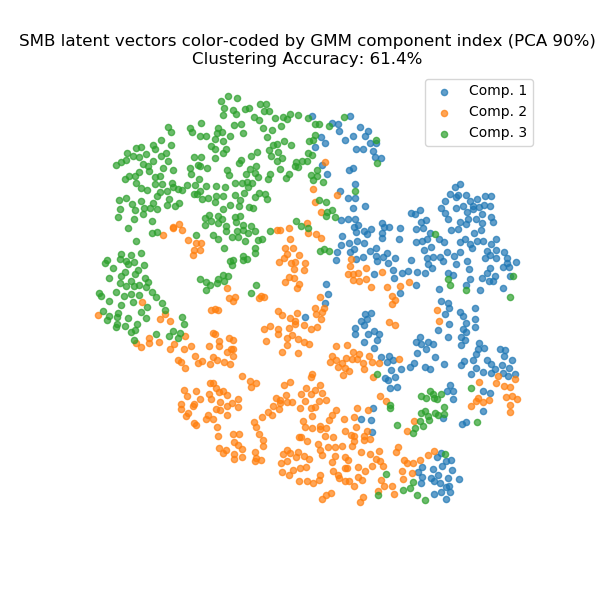 SMB latent vectors color-coded by GMM component index (PCA 90%)
Clustering Accuracy: 61.4%
Comp. 1
Comp. 2
Comp. 3